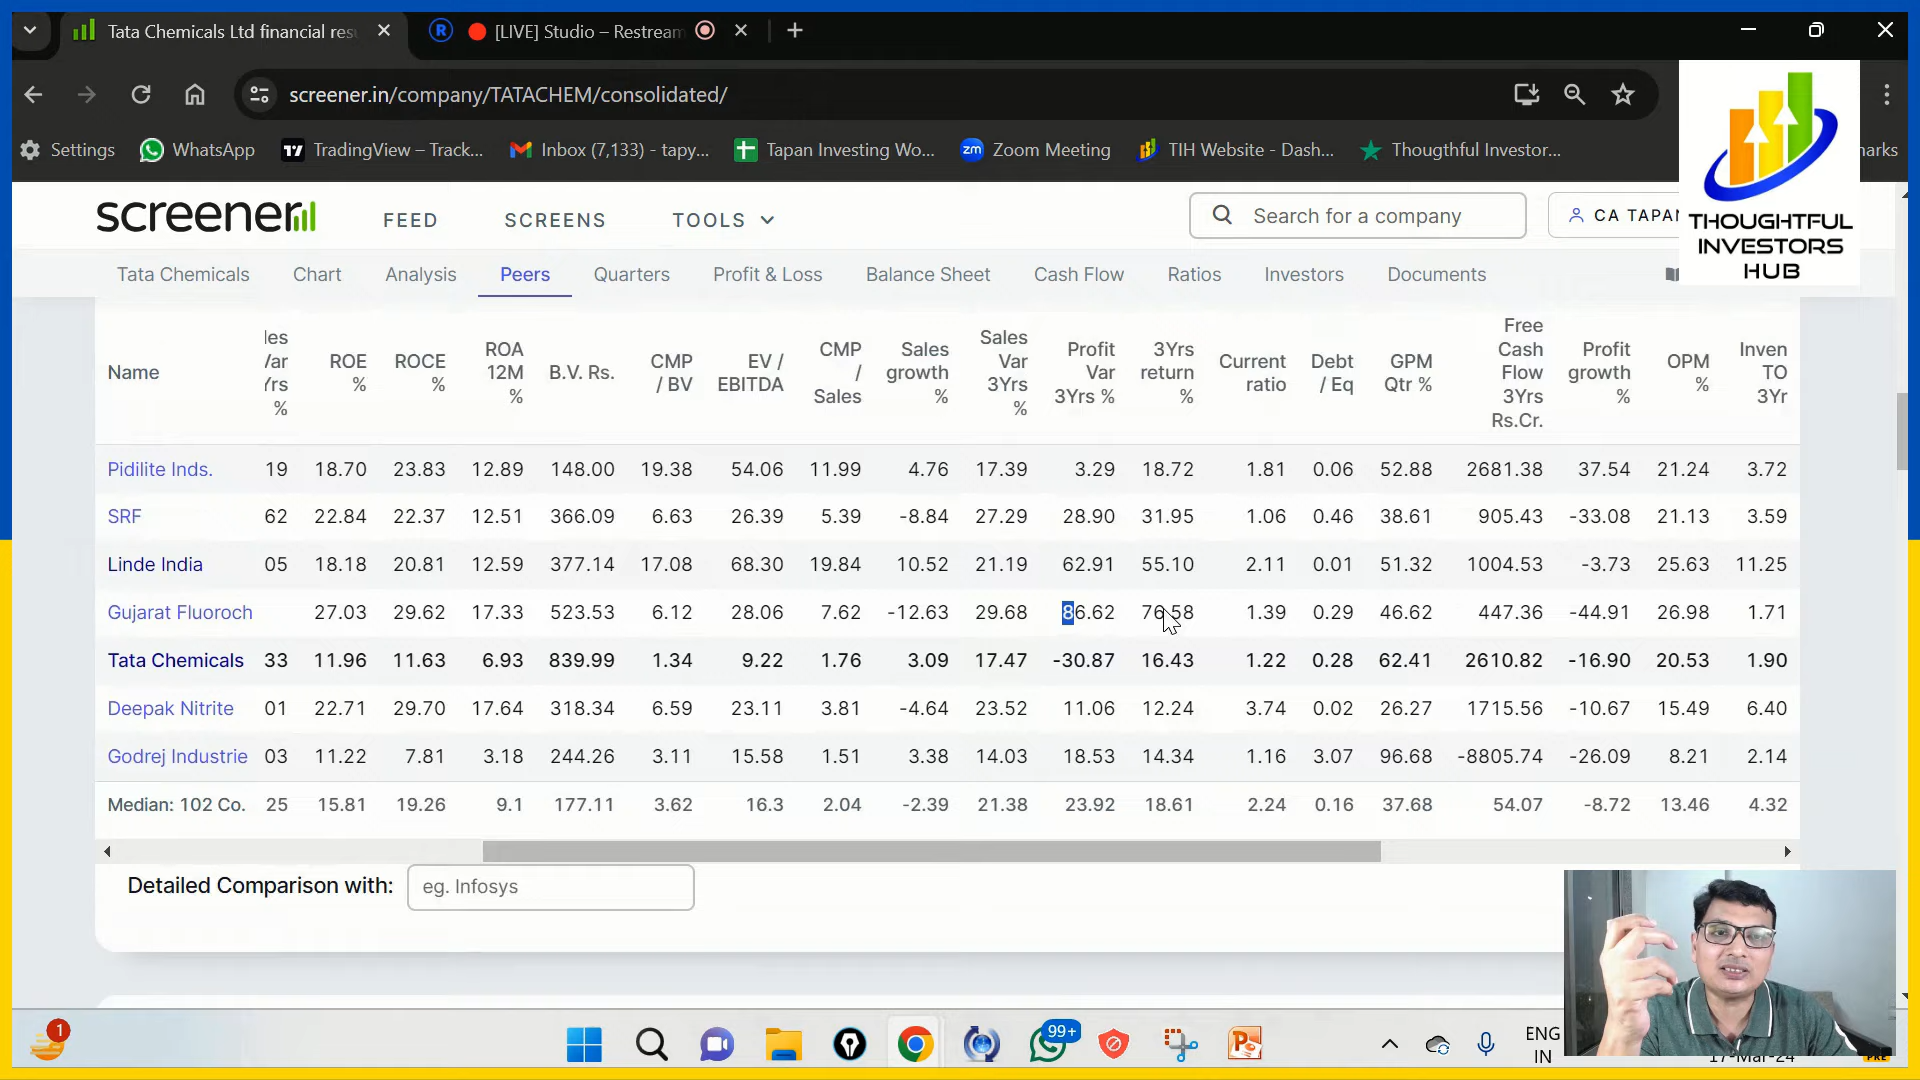 Tata Chemicals Ltd financial res
[LIVE] Studio – Restream
screener.in/company/TATACHEM/consolidated/
Settings WhatsApp TradingView – Track... Inbox (7,133) - tapy... Tapan Investing Wo... Zoom Meeting TIH Website - Dash... Thougthful Investor... arks
THOUGHTFUL
INVESTORS
HUB
screener FEED SCREENS TOOLS Search for a company CA TAPAN
Tata Chemicals Chart Analysis Peers Quarters Profit & Loss Balance Sheet Cash Flow Ratios Investors Documents
Name les Var Yrs % ROE % ROCE % ROA 12M % B.V. Rs. CMP / BV EV / EBITDA CMP / Sales Sales growth % Sales Var 3Yrs % Profit Var 3Yrs % 3Yrs return % Current ratio Debt / Eq GPM Qtr % Free Cash Flow 3Yrs Rs.Cr. Profit growth % OPM % Inven TO 3Yr
Pidilite Inds. 19 18.70 23.83 12.89 148.00 19.38 54.06 11.99 4.76 17.39 3.29 18.72 1.81 0.06 52.88 2681.38 37.54 21.24 3.72
SRF 62 22.84 22.37 12.51 366.09 6.63 26.39 5.39 -8.84 27.29 28.90 31.95 1.06 0.46 38.61 905.43 -33.08 21.13 3.59
Linde India 05 18.18 20.81 12.59 377.14 17.08 68.30 19.84 10.52 21.19 62.91 55.10 2.11 0.01 51.32 1004.53 -3.73 25.63 11.25
Gujarat Fluoroch 27.03 29.62 17.33 523.53 6.12 28.06 7.62 -12.63 29.68 86.62 76.58 1.39 0.29 46.62 447.36 -44.91 26.98 1.71
Tata Chemicals 33 11.96 11.63 6.93 839.99 1.34 9.22 1.76 3.09 17.47 -30.87 16.43 1.22 0.28 62.41 2610.82 -16.90 20.53 1.90
Deepak Nitrite 01 22.71 29.70 17.64 318.34 6.59 23.11 3.81 -4.64 23.52 11.06 12.24 3.74 0.02 26.27 1715.56 -10.67 15.49 6.40
Godrej Industrie 03 11.22 7.81 3.18 244.26 3.11 15.58 1.51 3.38 14.03 18.53 14.34 1.16 3.07 96.68 -8805.74 -26.09 8.21 2.14
Median: 102 Co. 25 15.81 19.26 9.1 177.11 3.62 16.3 2.04 -2.39 21.38 23.92 18.61 2.24 0.16 37.68 54.07 -8.72 13.46 4.32
Detailed Comparison with: eg. Infosys
1 99+ ENG
IN 17-Mar-24 PRE